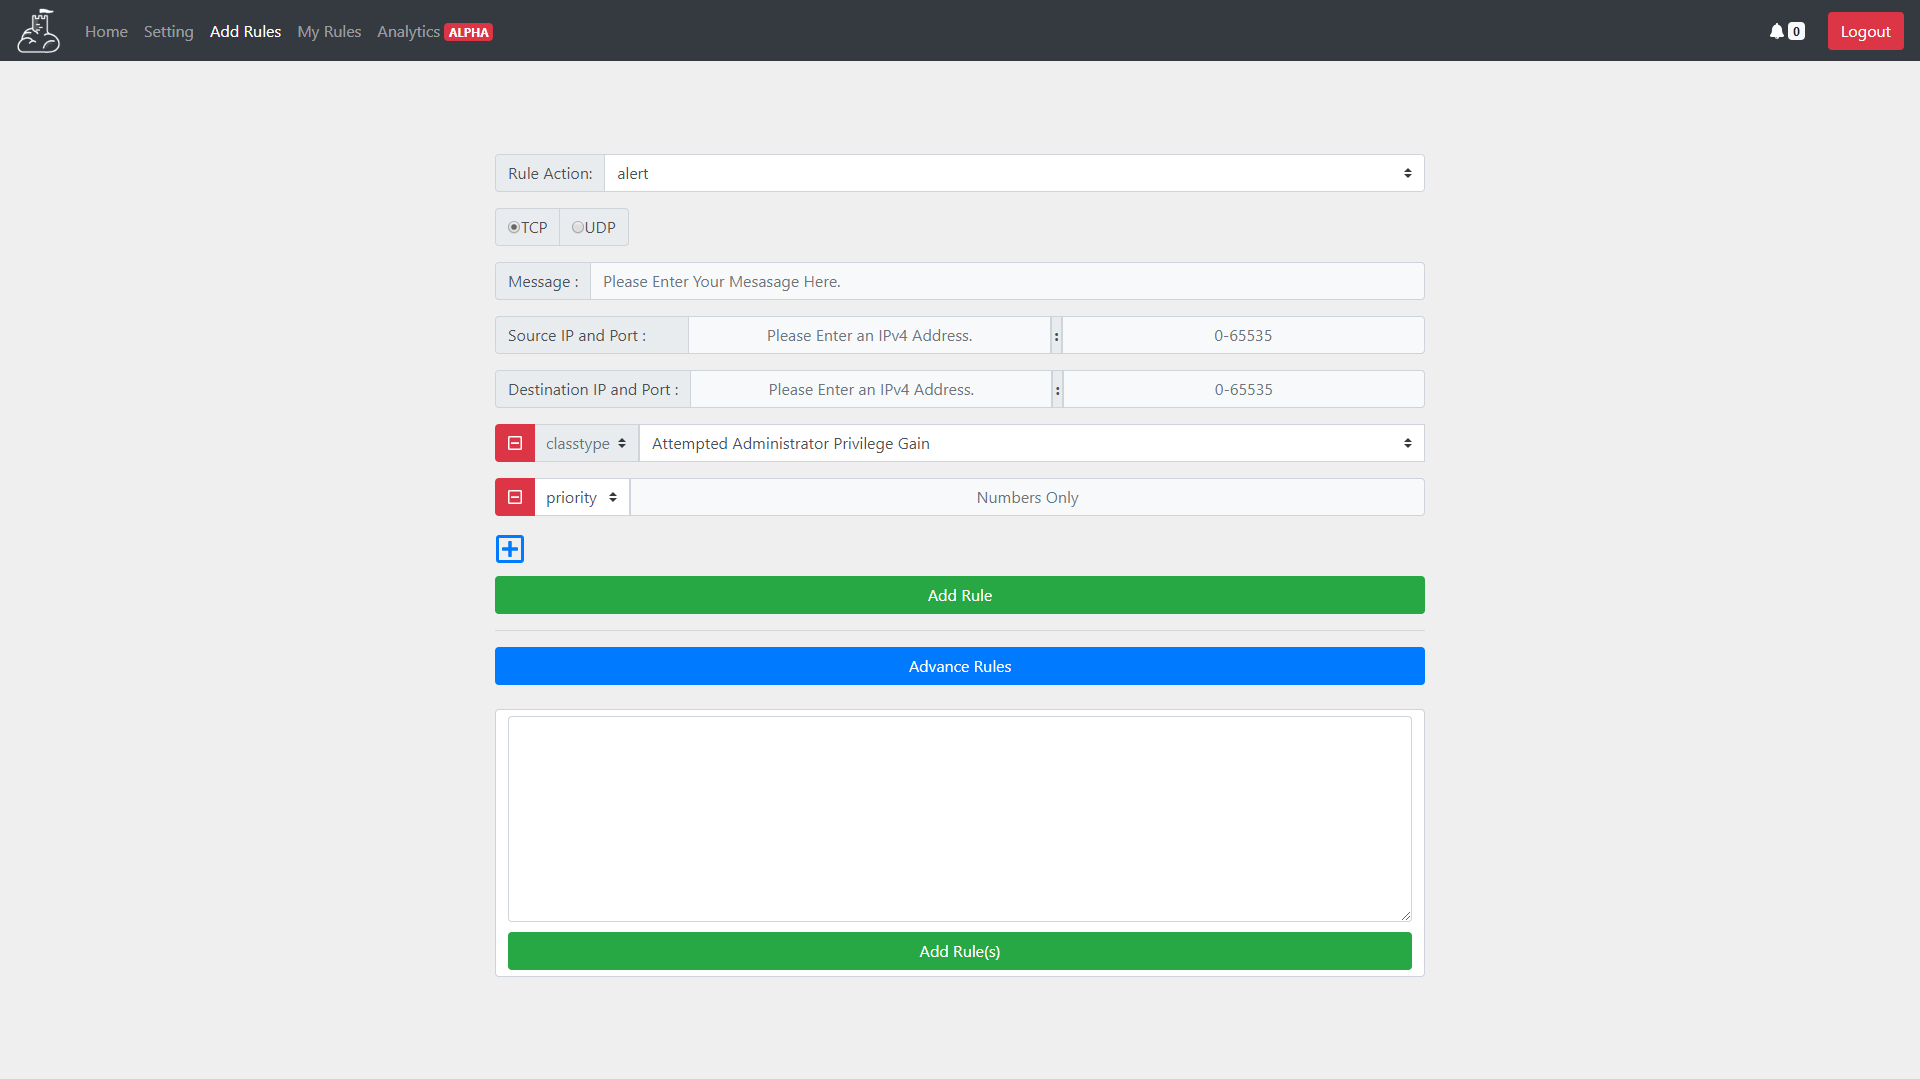 Home Setting Add Rules My Rules Analytics ALPHA 0 Logout
Rule Action: alert
TCP UDP
Message : Please Enter Your Mesasage Here.
Source IP and Port : Please Enter an IPv4 Address. : 0-65535
Destination IP and Port : Please Enter an IPv4 Address. : 0-65535
classtype Attempted Administrator Privilege Gain
priority Numbers Only
Add Rule
Advance Rules
Add Rule(s)